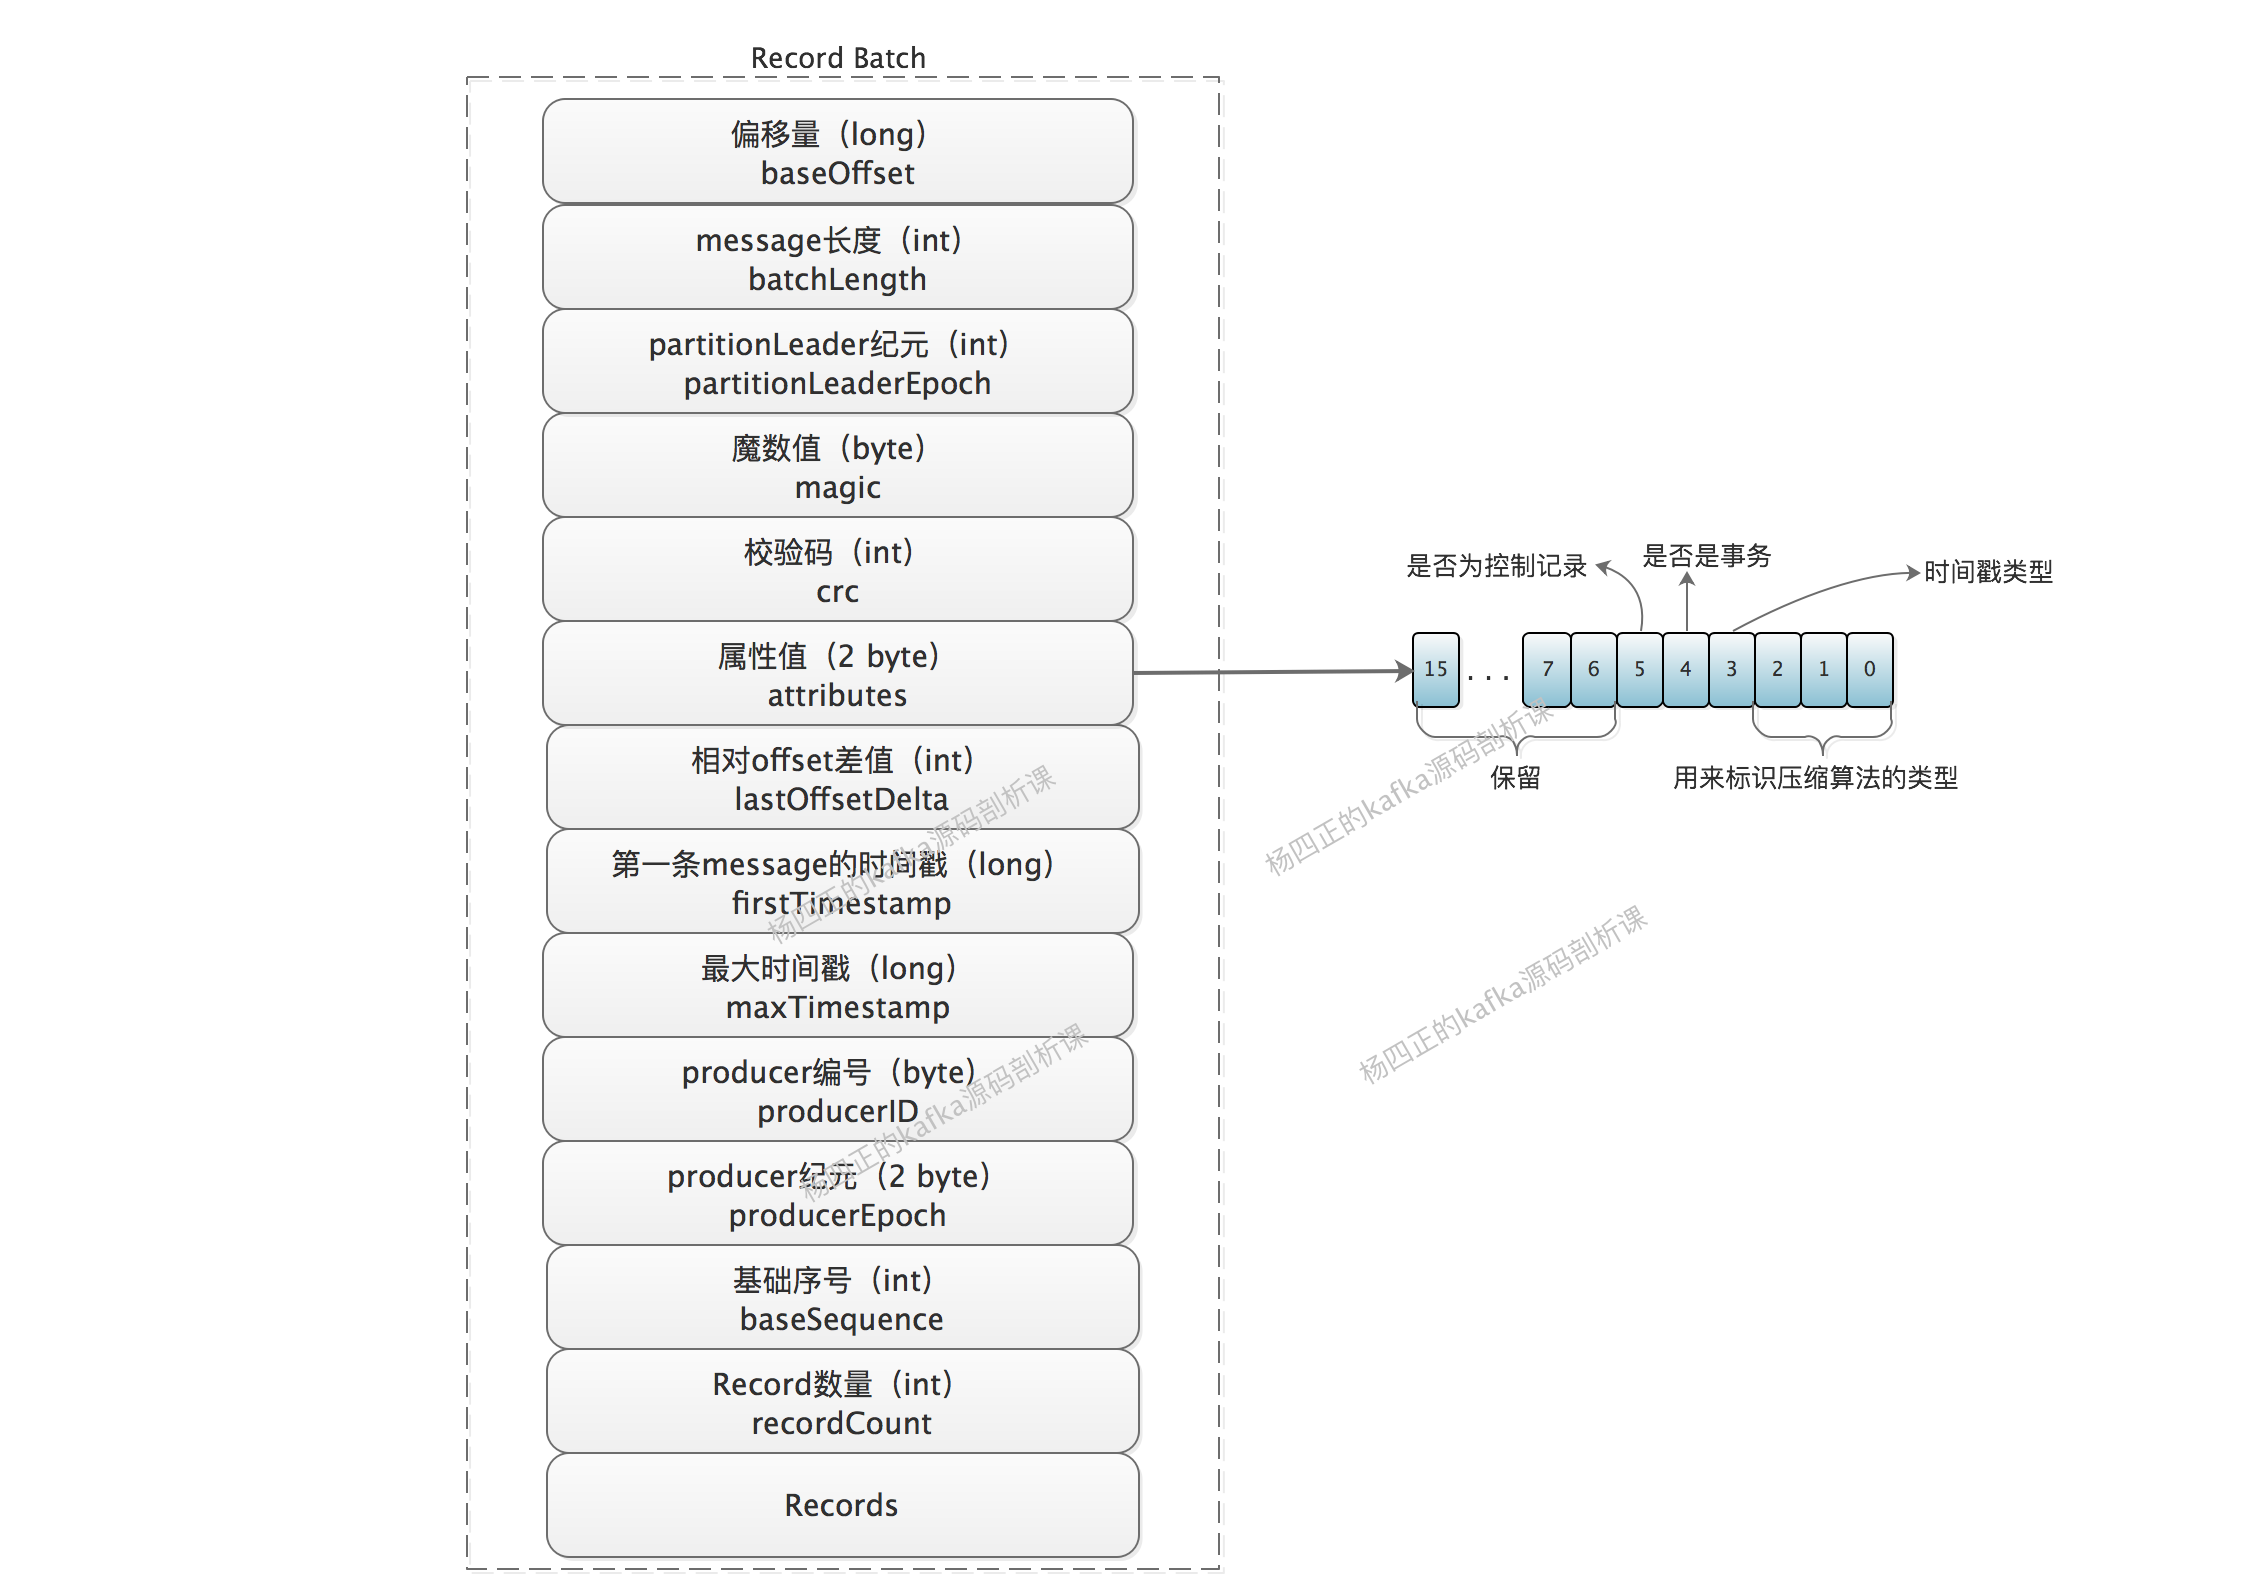 Record Batch
偏移量（long）
baseOffset
message长度（int）
batchLength
partitionLeader纪元（int）
partitionLeaderEpoch
魔数值（byte）
magic
校验码（int）
crc
属性值（2 byte）
attributes
相对offset差值（int）
lastOffsetDelta
第一条message的时间戳（long）
firstTimestamp
最大时间戳（long）
maxTimestamp
producer编号（byte）
producerID
producer纪元（2 byte）
producerEpoch
基础序号（int）
baseSequence
Record数量（int）
recordCount
Records
是否为控制记录
是否是事务
时间戳类型
15 ... 7 6 5 4 3 2 1 0
保留
用来标识压缩算法的类型
杨四正的kafka源码剖析课
杨四正的kafka源码剖析课
杨四正的kafka源码剖析课
杨四正的kafka源码剖析课